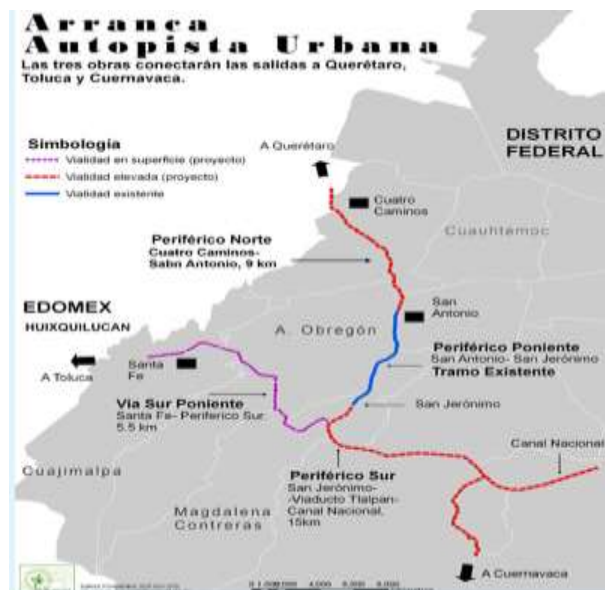 Arranca
Autopista Urbana
Las tres obras conectarán las salidas a Querétaro,
Toluca y Cuernavaca.
Simbología
Vialidad en superficie (proyecto)
Vialidad elevada (proyecto)
Vialidad existente
A Querétaro
DISTRITO
FEDERAL
Cuatro
Caminos
Cuauhtemoc
Periférico Norte
Cuatro Caminos-
Sabn Antonio, 9 km
EDOMEX
HUIXQUILUCAN
San
Antonio
A. Obregón
Periférico Poniente
San Antonio- San Jerónimo
Tramo Existente
Santa
Fe
A Toluca
Via Sur Poniente
Santa Fe- Periferico Sur
5.5 km
San Jerónimo
Canal Nacional
Cuajimalpa
Periférico Sur
San Jerónimo-
-Viaducto Tlalpan-
Canal Nacional,
15km
Magdalena
Contreras
A Cuernavaca